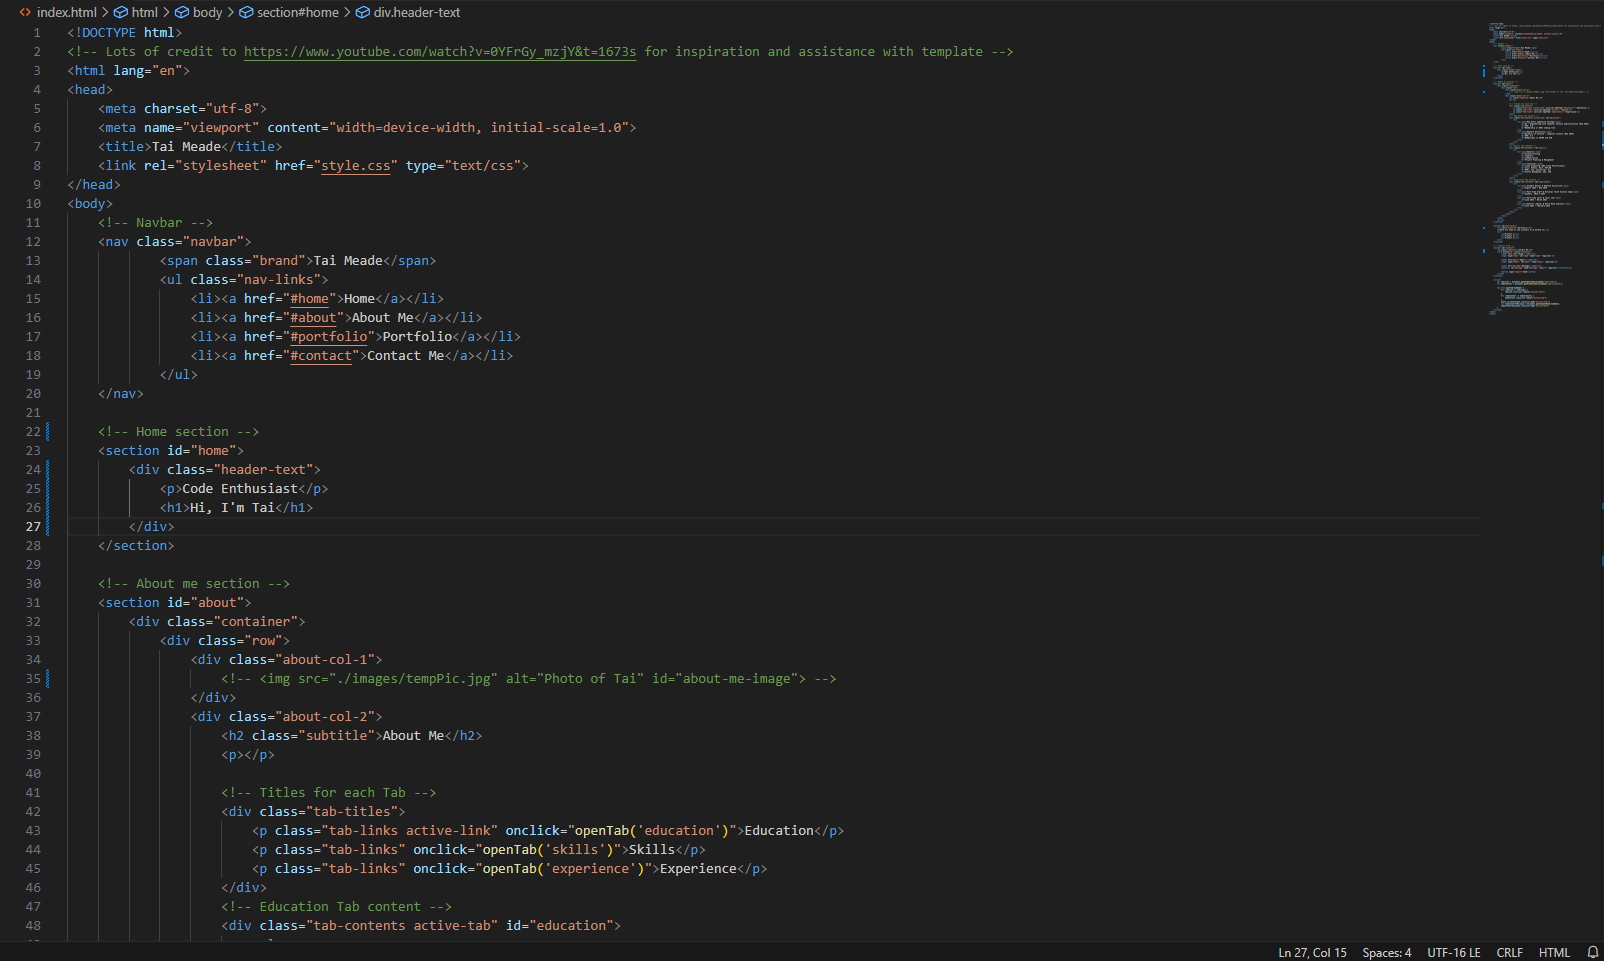 index.html > html > body > section#home > div.header-text
1 <!DOCTYPE html>
2 <!-- Lots of credit to https://www.youtube.com/watch?v=0YFrGy_mzjY&t=1673s for inspiration and assistance with template -->
3 <html lang="en">
4 <head>
5 <meta charset="utf-8">
6 <meta name="viewport" content="width=device-width, initial-scale=1.0">
7 <title>Tai Meade</title>
8 <link rel="stylesheet" href="style.css" type="text/css">
9 </head>
10 <body>
11 <!-- Navbar -->
12 <nav class="navbar">
13 <span class="brand">Tai Meade</span>
14 <ul class="nav-links">
15 <li><a href="#home">Home</a></li>
16 <li><a href="#about">About Me</a></li>
17 <li><a href="#portfolio">Portfolio</a></li>
18 <li><a href="#contact">Contact Me</a></li>
19 </ul>
20 </nav>
21
22 <!-- Home section -->
23 <section id="home">
24 <div class="header-text">
25 <p>Code Enthusiast</p>
26 <h1>Hi, I'm Tai</h1>
27 </div>
28 </section>
29
30 <!-- About me section -->
31 <section id="about">
32 <div class="container">
33 <div class="row">
34 <div class="about-col-1">
35 <!-- <img src="./images/tempPic.jpg" alt="Photo of Tai" id="about-me-image"> -->
36 </div>
37 <div class="about-col-2">
38 <h2 class="subtitle">About Me</h2>
39 <p></p>
40
41 <!-- Titles for each Tab -->
42 <div class="tab-titles">
43 <p class="tab-links active-link" onclick="openTab('education')">Education</p>
44 <p class="tab-links" onclick="openTab('skills')">Skills</p>
45 <p class="tab-links" onclick="openTab('experience')">Experience</p>
46 </div>
47 <!-- Education Tab content -->
48 <div class="tab-contents active-tab" id="education">
Ln 27, Col 15 Spaces: 4 UTF-16 LE CRLF HTML